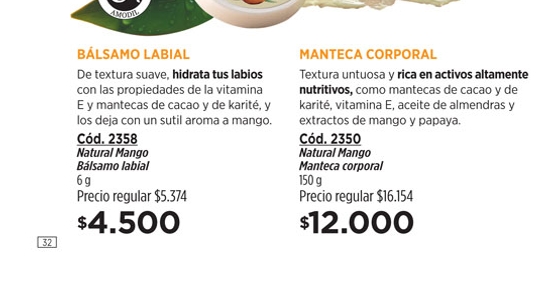 AMODIL
BÁLSAMO LABIAL
De textura suave, hidrata tus labios
con las propiedades de la vitamina
E y mantecas de cacao y de karité, y
los deja con un sutil aroma a mango.
Cód. 2358
Natural Mango
Bálsamo labial
6 g
Precio regular $5.374
$4.500
MANTECA CORPORAL
Textura untuosa y rica en activos altamente
nutritivos, como mantecas de cacao y de
karité, vitamina E, aceite de almendras y
extractos de mango y papaya.
Cód. 2350
Natural Mango
Manteca corporal
150 g
Precio regular $16.154
$12.000
32